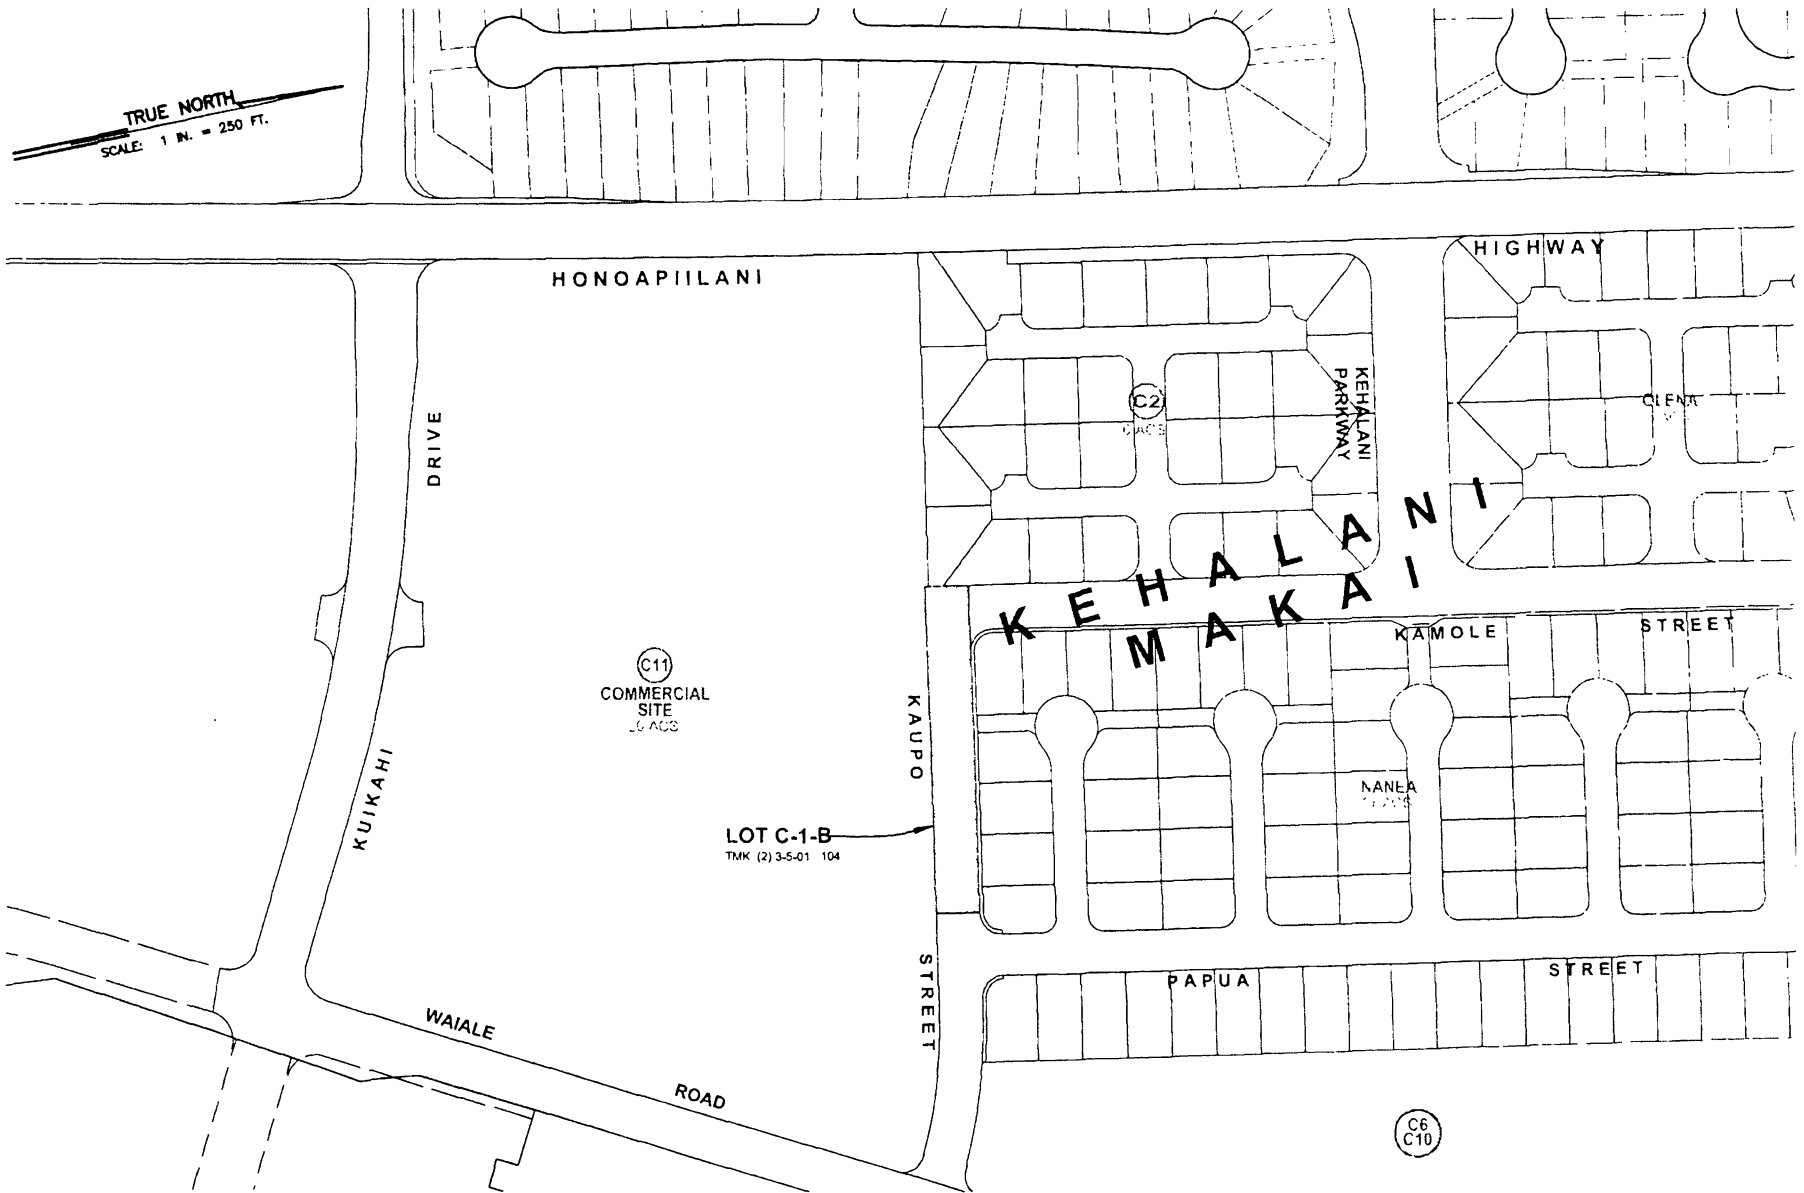 TRUE NORTH
SCALE: 1 IN. = 250 FT.
HONOAPIILANI
HIGHWAY
DRIVE
KUIKAHI
C2
KEHALANI
PARKWAY
OLENA
KEHALANI
MAKAI
KAMOLE
STREET
C11
COMMERCIAL
SITE
KAUPO
STREET
LOT C-1-B
TMK (2) 3-5-01 104
NANEA
PAPUA
STREET
WAIALE
ROAD
C6
C10